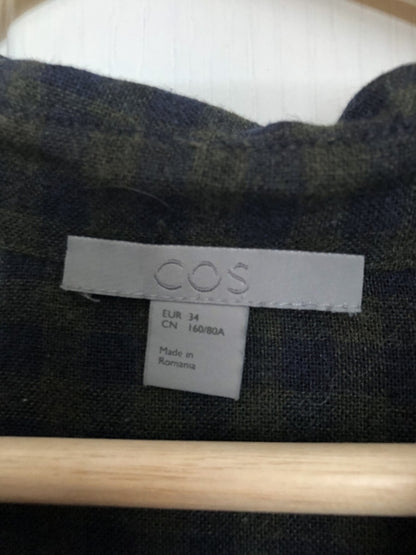 COS
EUR 34
CN 160/80A
Made in
Romania